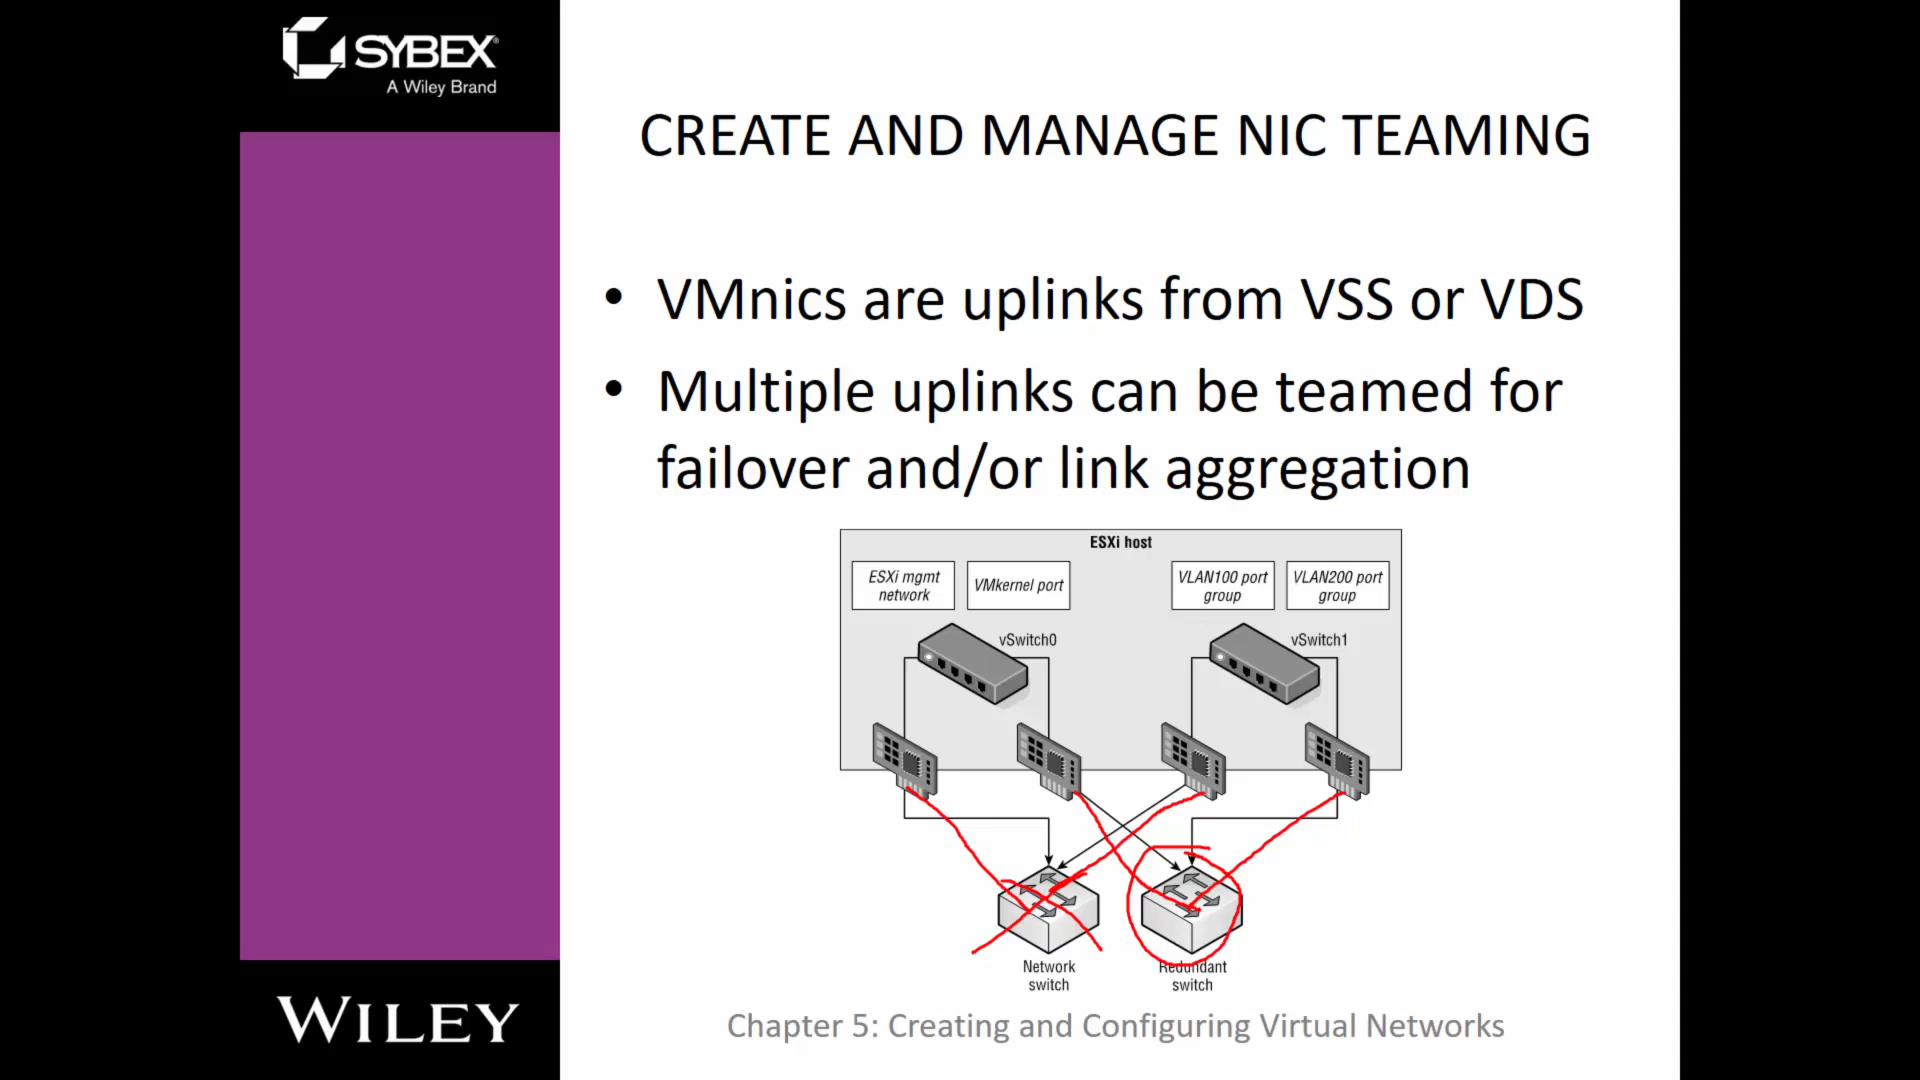 SYBEX®
A Wiley Brand
CREATE AND MANAGE NIC TEAMING
• VMnics are uplinks from VSS or VDS
• Multiple uplinks can be teamed for
failover and/or link aggregation
ESXi host
ESXi mgmt
network
VMkernel port
VLAN100 port
group
VLAN200 port
group
vSwitch0
vSwitch1
Network
switch
Redundant
switch
WILEY
Chapter 5: Creating and Configuring Virtual Networks